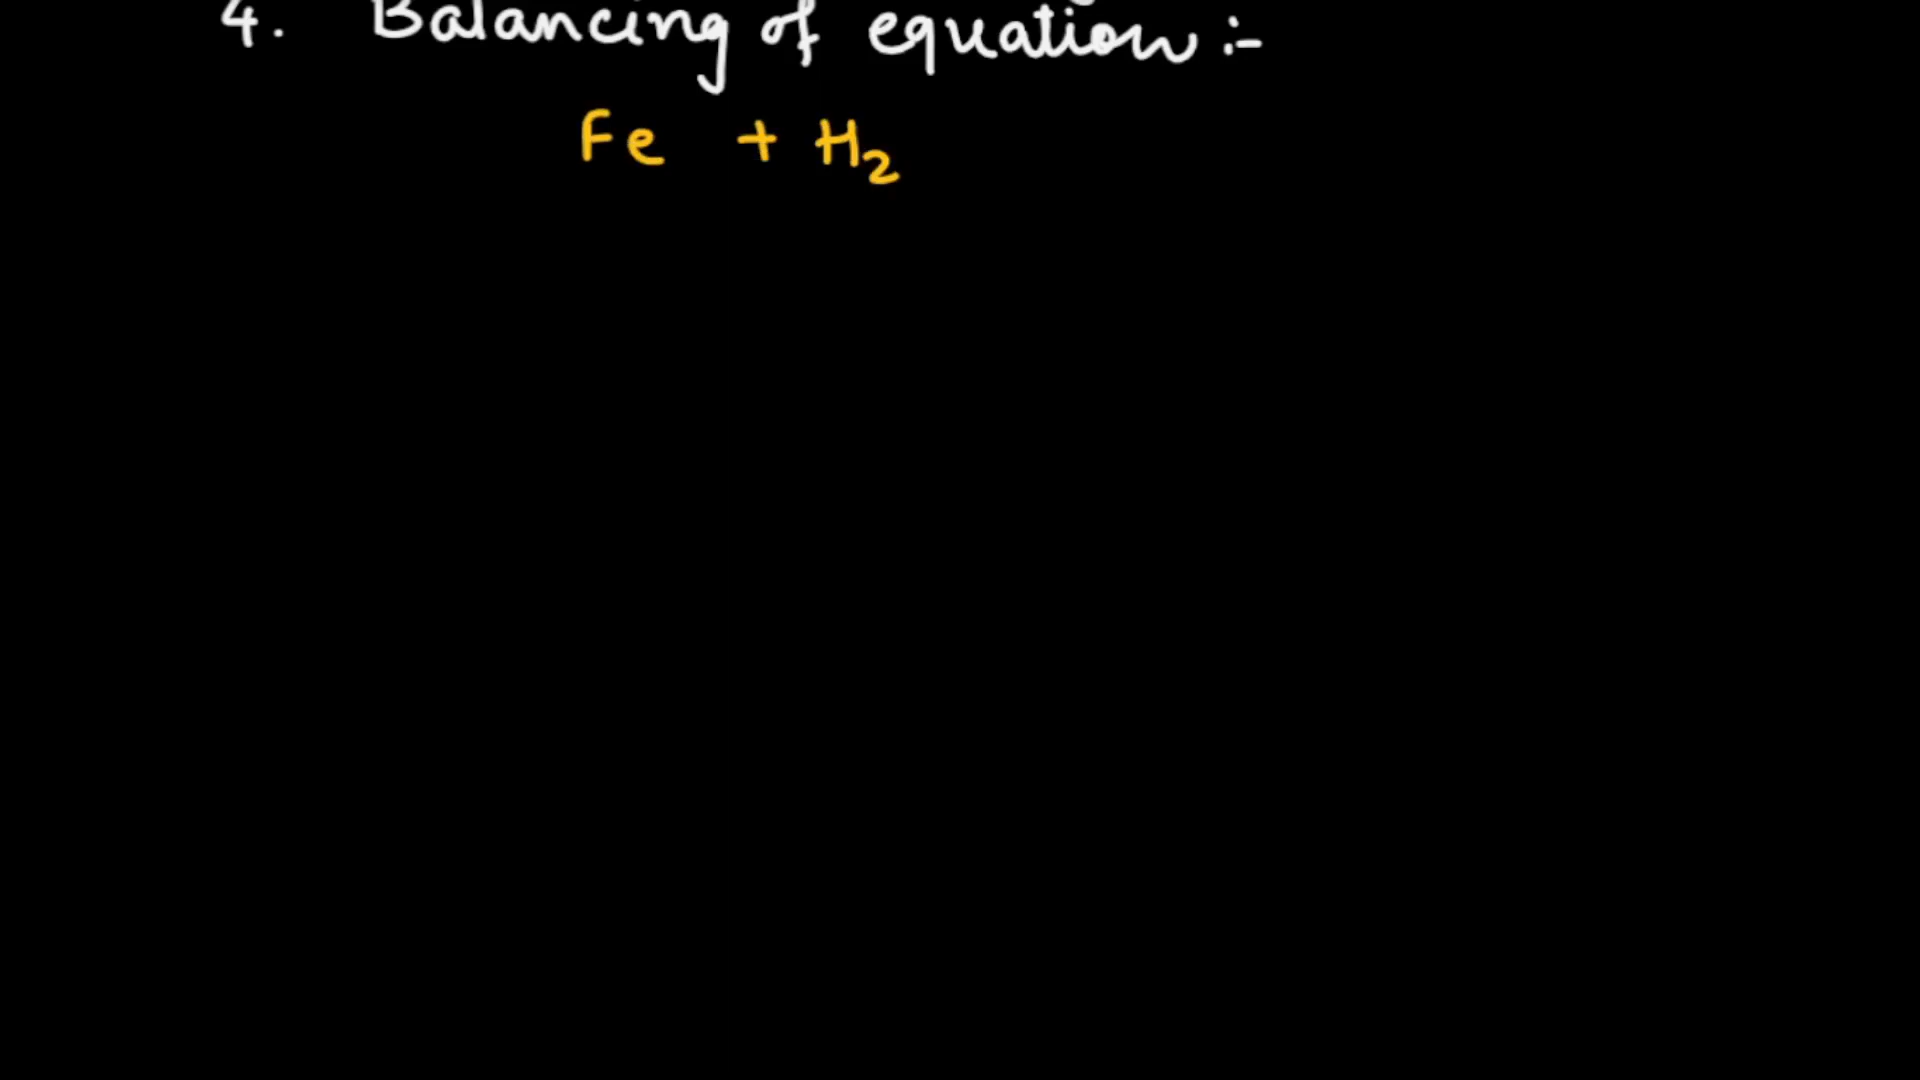 4. Balancing of equation :-
Fe + H₂